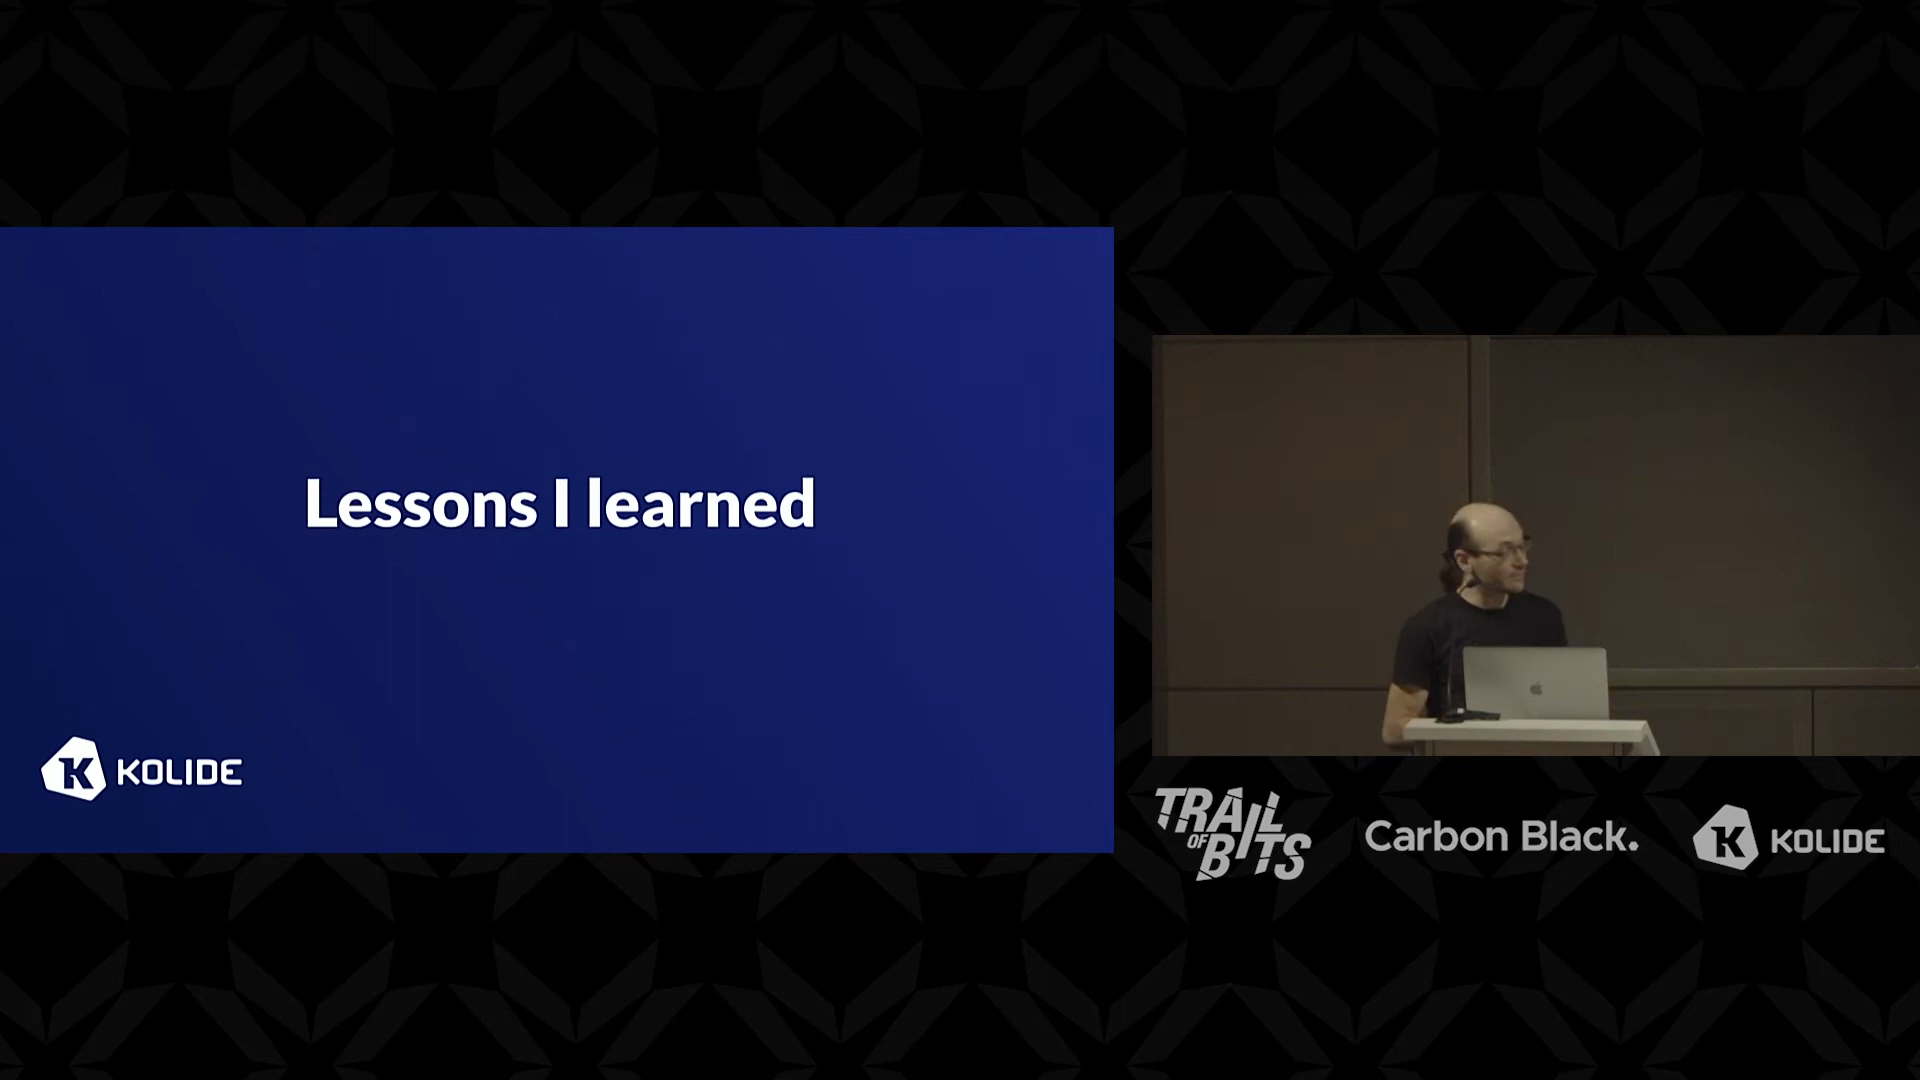 Lessons I learned
KOLIDE
TRAIL
OF
BITS
Carbon Black.
KOLIDE